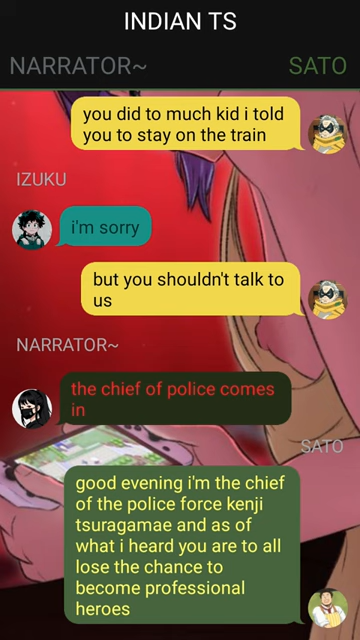 INDIAN TS
NARRATOR~ SATO
you did to much kid i told
you to stay on the train
IZUKU
i'm sorry
but you shouldn't talk to
us
NARRATOR~
the chief of police comes
in
SATO
good evening i'm the chief
of the police force kenji
tsuragamae and as of
what i heard you are to all
lose the chance to
become professional
heroes